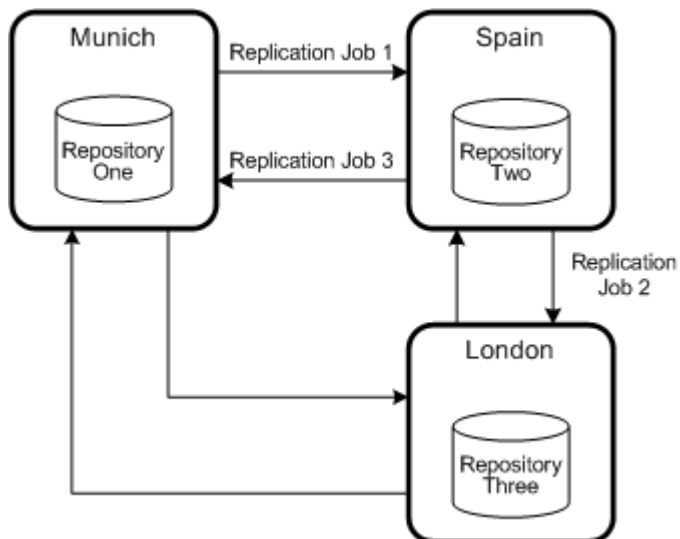 Munich
Spain
Replication Job 1
Repository
One
Repository
Two
Replication Job 3
Replication
Job 2
London
Repository
Three